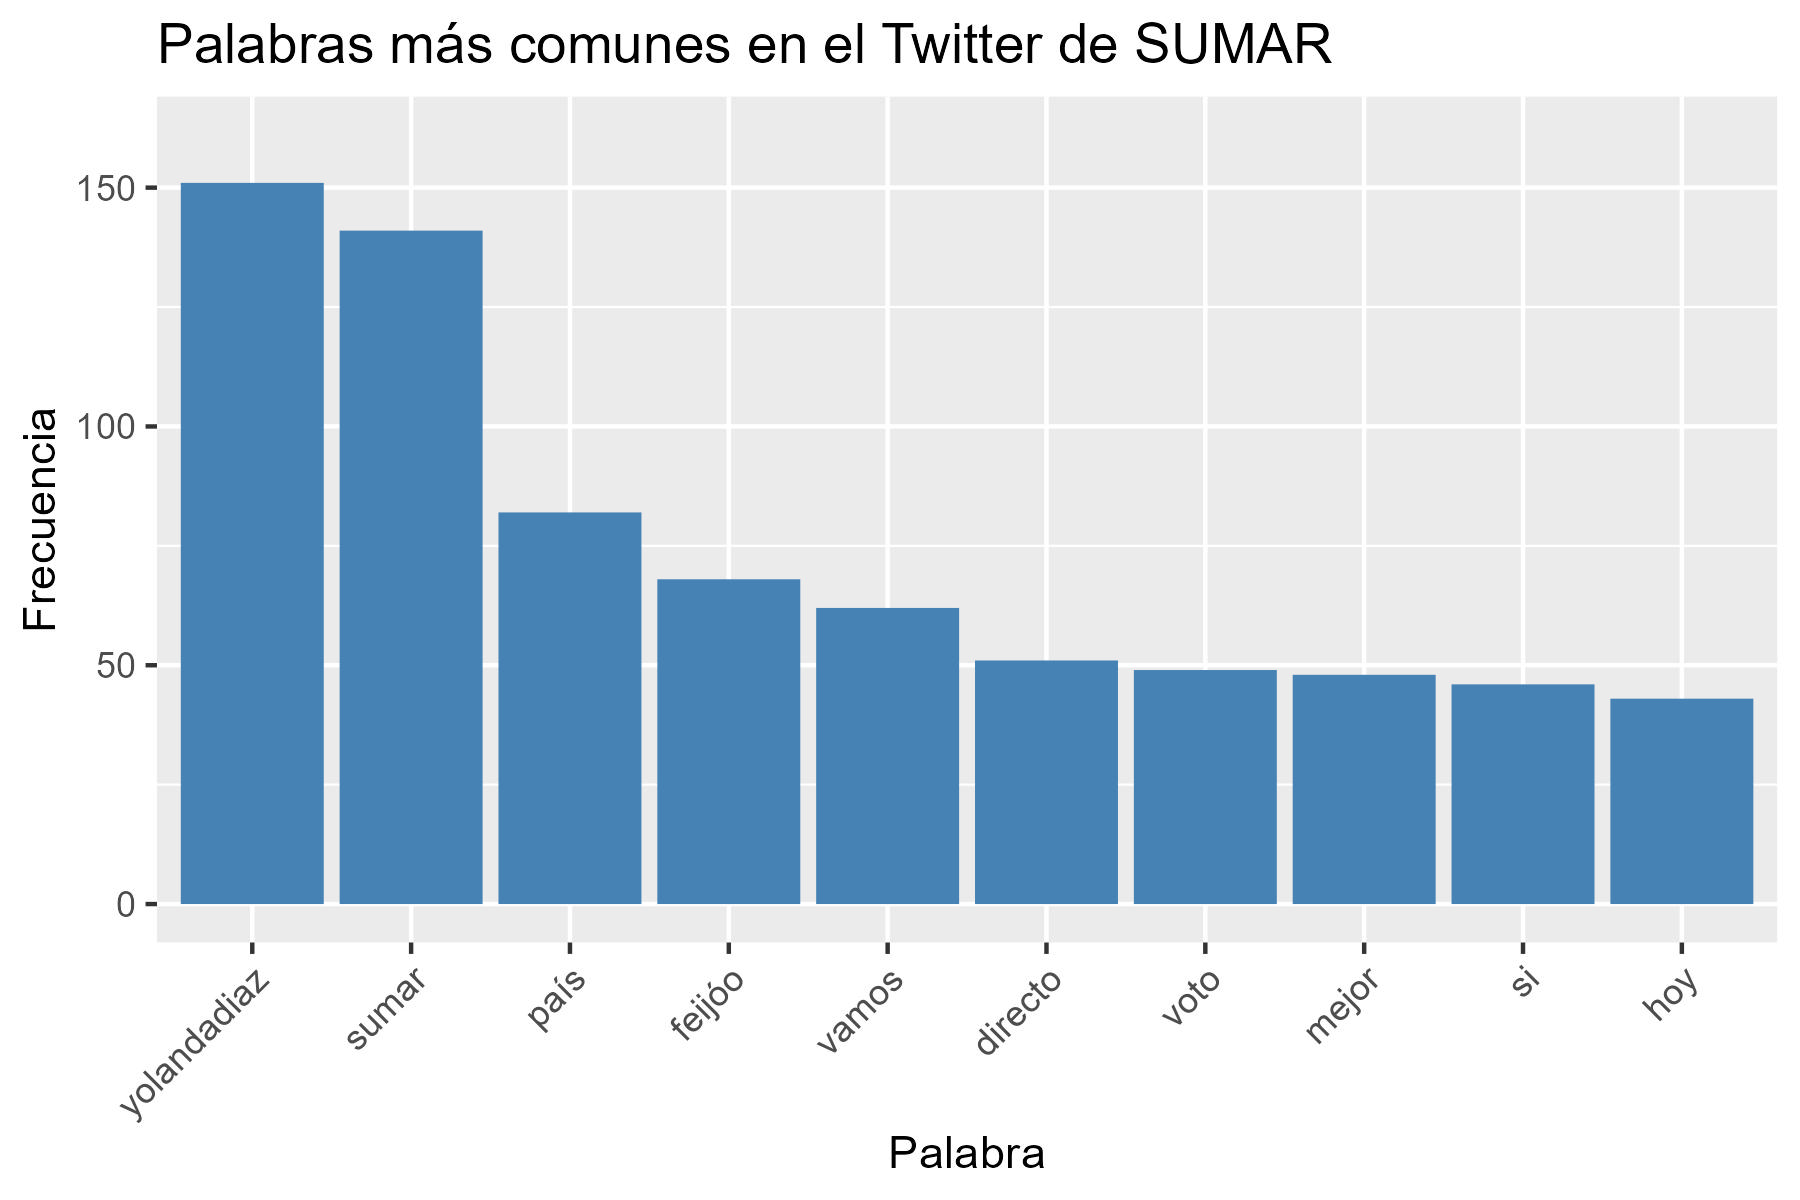 Palabras más comunes en el Twitter de SUMAR
Frecuencia
150
100
50
0
yolandadiaz
sumar
país
feijóo
vamos
directo
voto
mejor
si
hoy
Palabra